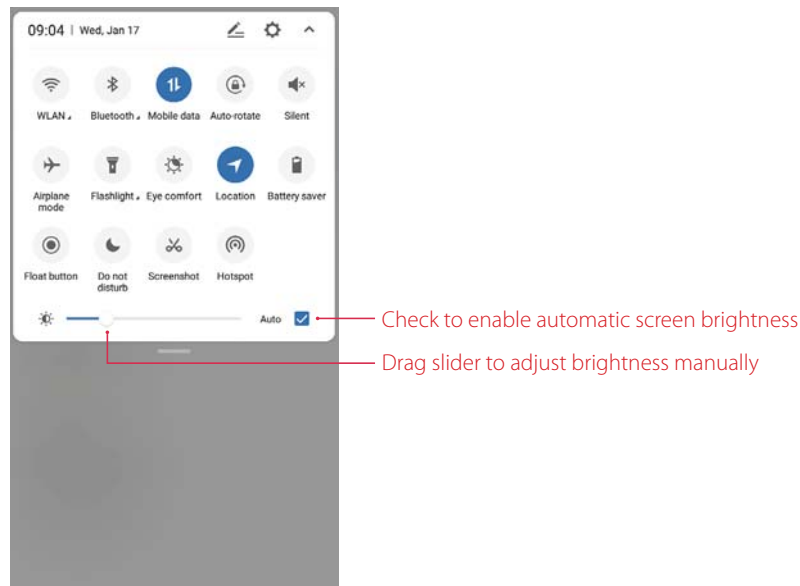 09:04 | Wed, Jan 17
WLAN Bluetooth Mobile data Auto-rotate Silent
Airplane mode Flashlight Eye comfort Location Battery saver
Float button Do not disturb Screenshot Hotspot
Auto
Check to enable automatic screen brightness
Drag slider to adjust brightness manually